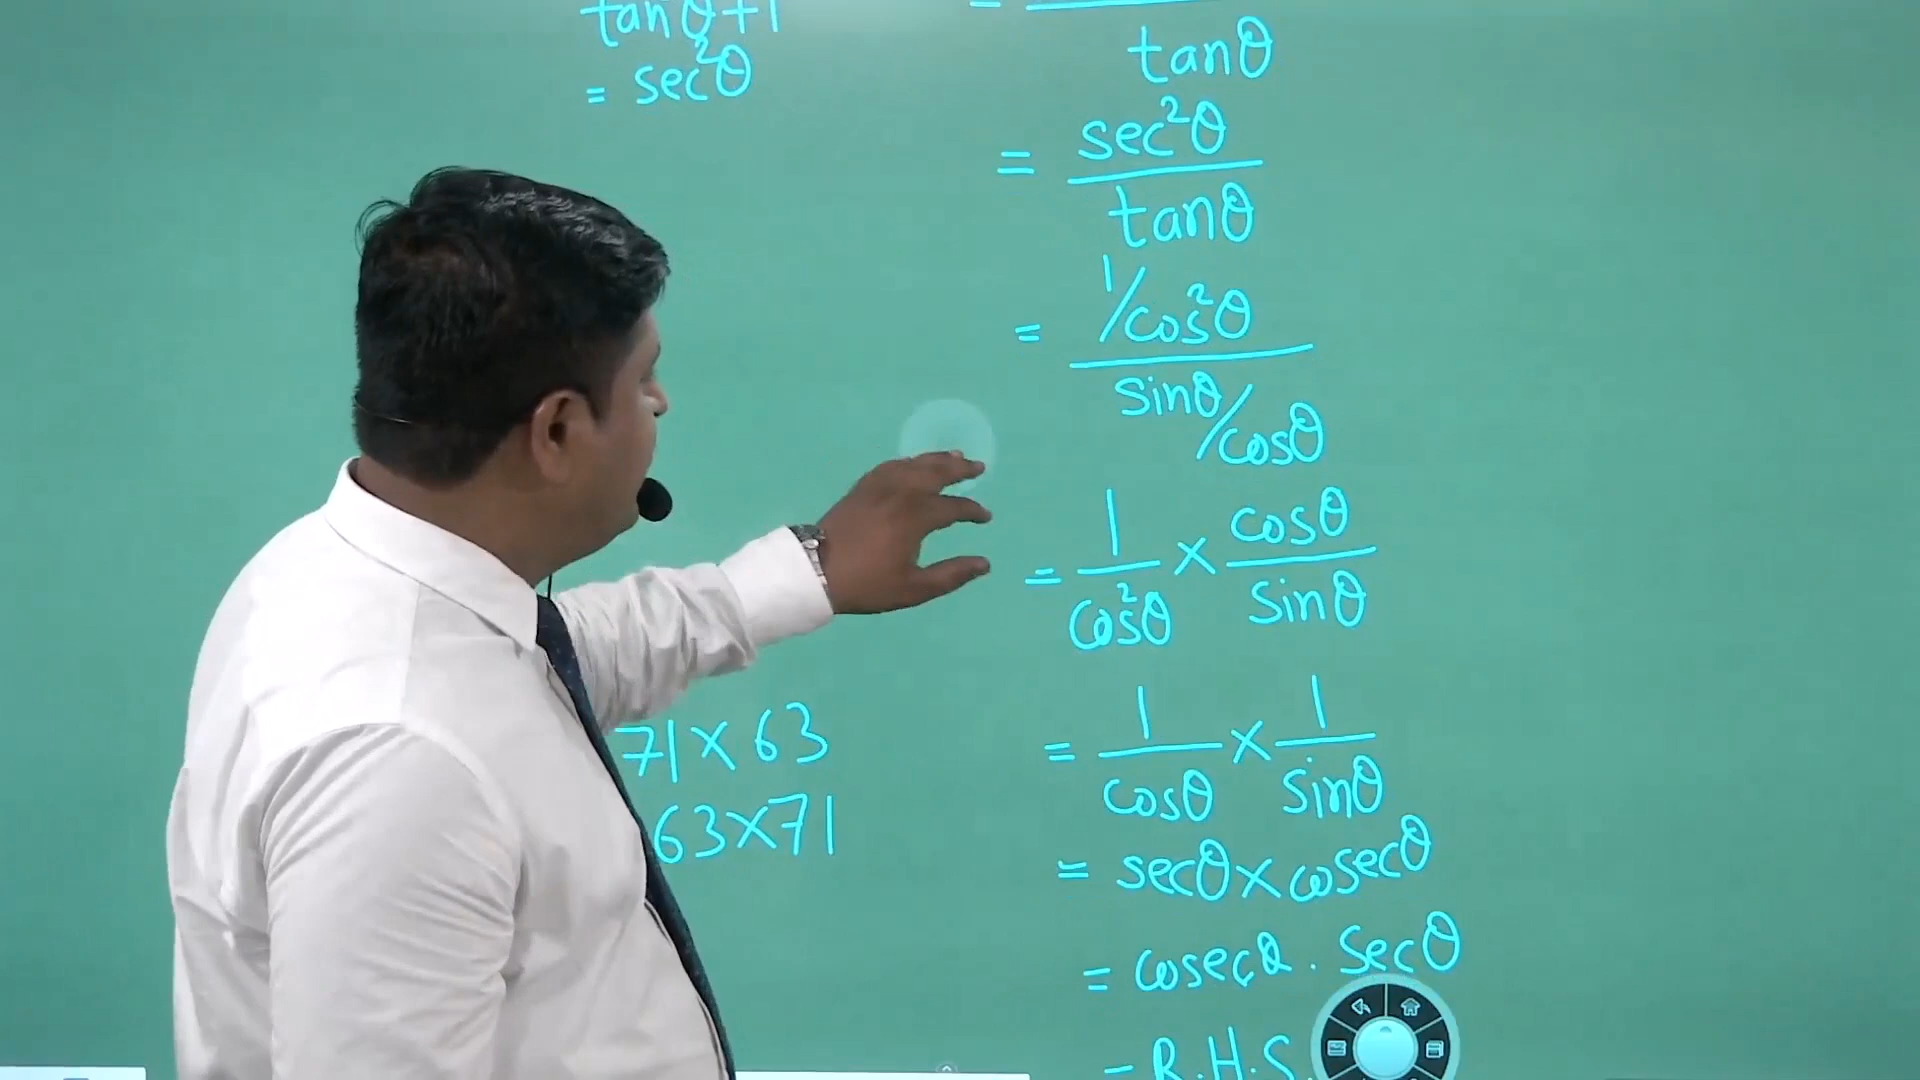 tanθ+1
= sec²θ
71×63
63×71
=
tanθ
= sec²θ
tanθ
= 1/cos²θ
sinθ/cosθ
= 1/cos²θ × cosθ/sinθ
= 1/cosθ × 1/sinθ
= secθ×cosecθ
= cosecθ . secθ
= R.H.S.